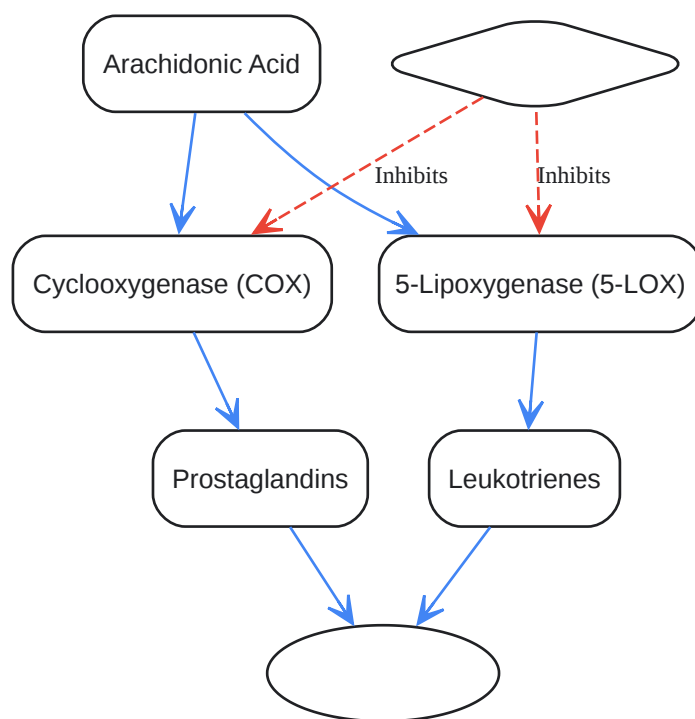 Arachidonic Acid
Inhibits
Inhibits
Cyclooxygenase (COX)
5-Lipoxygenase (5-LOX)
Prostaglandins
Leukotrienes